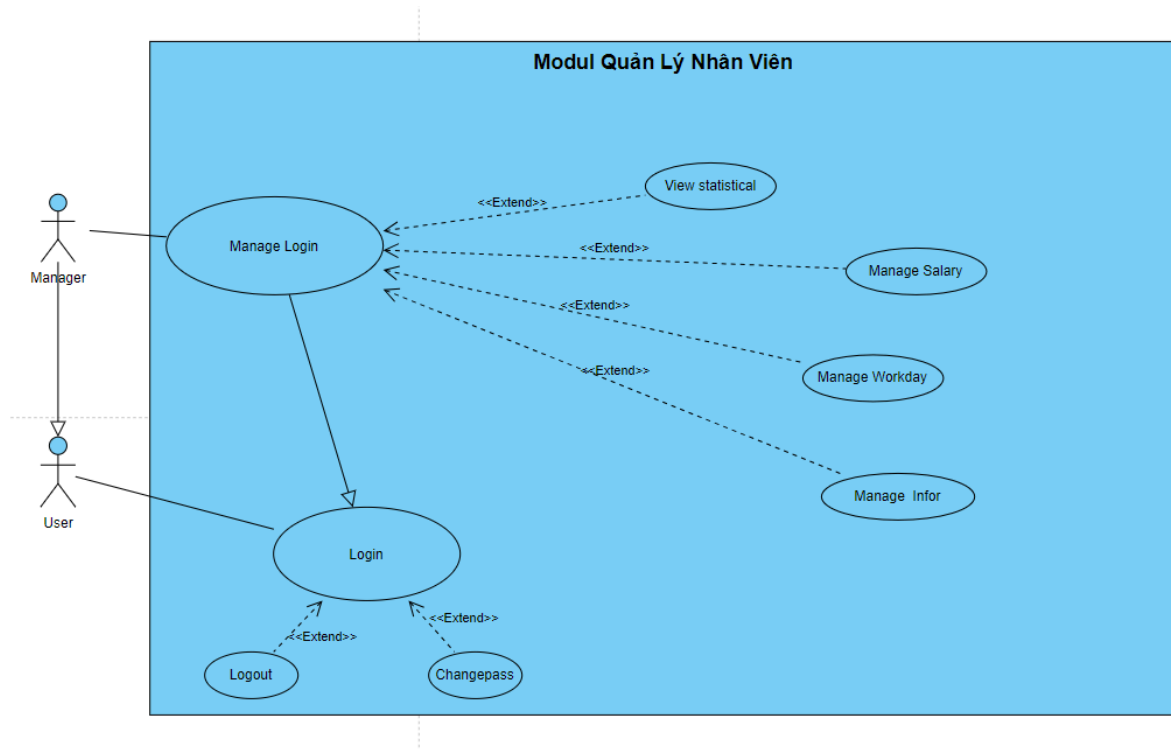 Modul Quản Lý Nhân Viên
View statistical
<<Extend>>
Manage Login
<<Extend>>
Manage Salary
Manager
<<Extend>>
<<Extend>>
Manage Workday
Manage  Infor
User
Login
<<Extend>>
<<Extend>>
Logout
Changepass